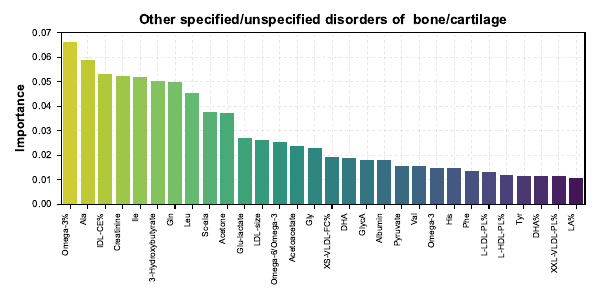 Other specified/unspecified disorders of bone/cartilage
Importance
0.07
0.06
0.05
0.04
0.03
0.02
0.01
0.00
Omega-3%
Ala
IDL-CE%
Creatinine
Ile
3-Hydroxybutyrate
Gln
Leu
Acetone
Glu-lactate
LDL-size
Omega-6/Omega-3
Acetoacetate
Gly
XS-VLDL-FC%
DHA
GlycA
Albumin
Pyruvate
Val
Omega-3
His
Phe
L-LDL-PL%
L-HDL-PL%
Tyr
DHA%
XXL-VLDL-PL%
LA%